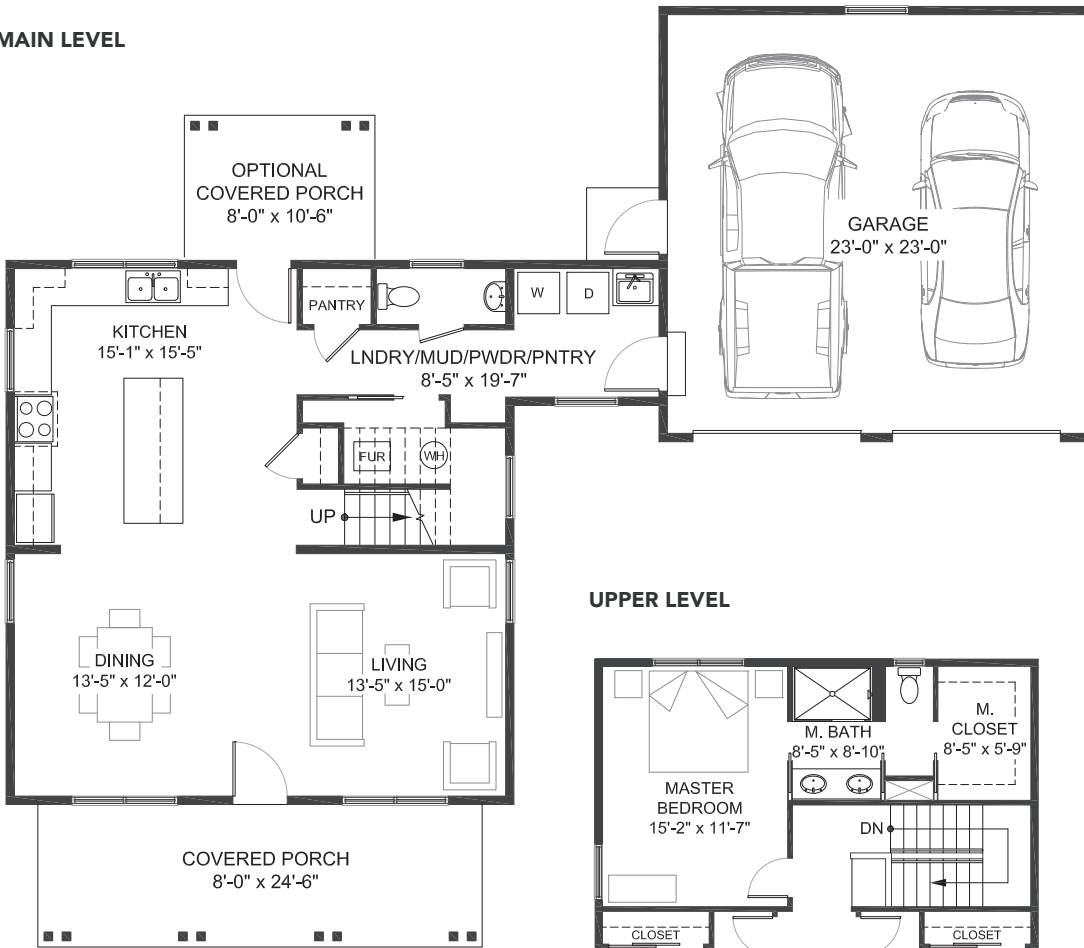 MAIN LEVEL
OPTIONAL
COVERED PORCH
8'-0" x 10'-6"
GARAGE
23'-0" x 23'-0"
KITCHEN
15'-1" x 15'-5"
PANTRY
W
D
LNDRY/MUD/PWDR/PNTRY
8'-5" x 19'-7"
FUR
WH
UP
DINING
13'-5" x 12'-0"
LIVING
13'-5" x 15'-0"
COVERED PORCH
8'-0" x 24'-6"
UPPER LEVEL
M. BATH
8'-5" x 8'-10"
M.
CLOSET
8'-5" x 5'-9"
MASTER
BEDROOM
15'-2" x 11'-7"
DN
CLOSET
CLOSET